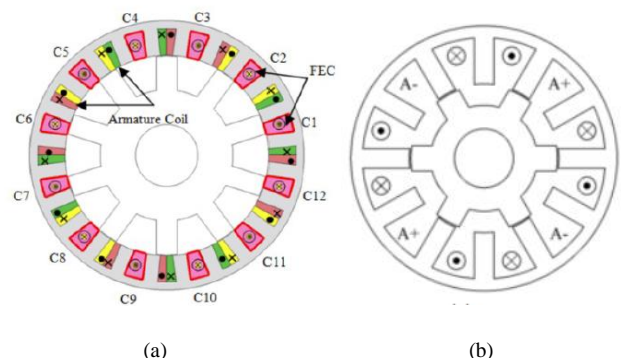 C4
C3
C5
C2
FEC
C6
Armature Coil
C1
C7
C12
C8
C11
C9
C10
A-
A+
A+
A-
(a)
(b)